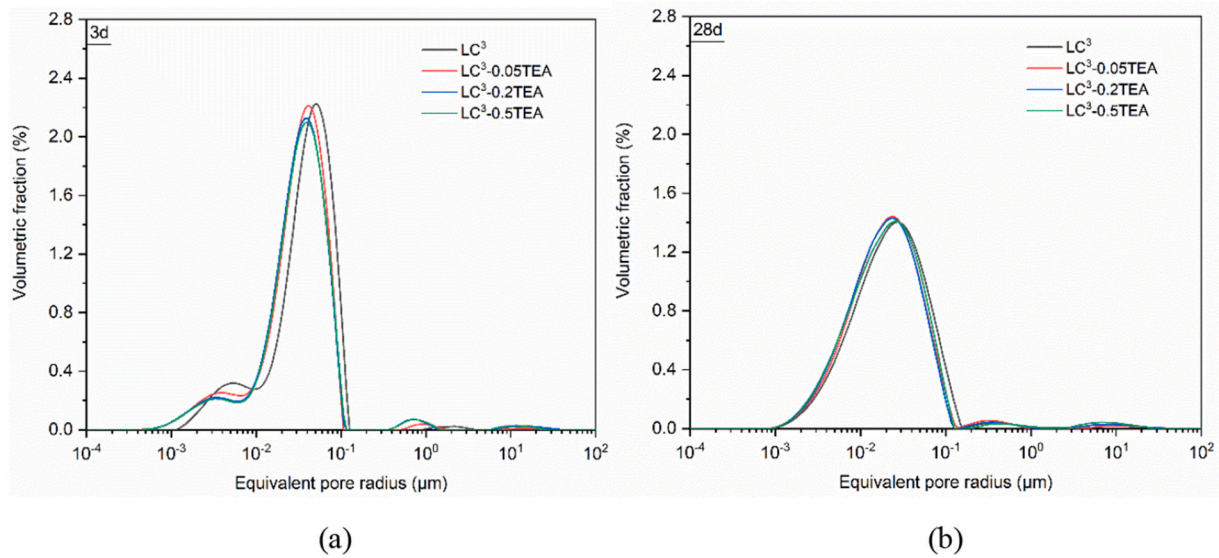 3d
LC³
LC³-0.05TEA
LC³-0.2TEA
LC³-0.5TEA
2.8
2.4
2.0
1.6
1.2
0.8
0.4
0.0
Volumetric fraction (%)
10⁻⁴ 10⁻³ 10⁻² 10⁻¹ 10⁰ 10¹ 10²
Equivalent pore radius (µm)
(a)
28d
LC³
LC³-0.05TEA
LC³-0.2TEA
LC³-0.5TEA
2.8
2.4
2.0
1.6
1.2
0.8
0.4
0.0
Volumetric fraction (%)
10⁻⁴ 10⁻³ 10⁻² 10⁻¹ 10⁰ 10¹ 10²
Equivalent pore radius (µm)
(b)